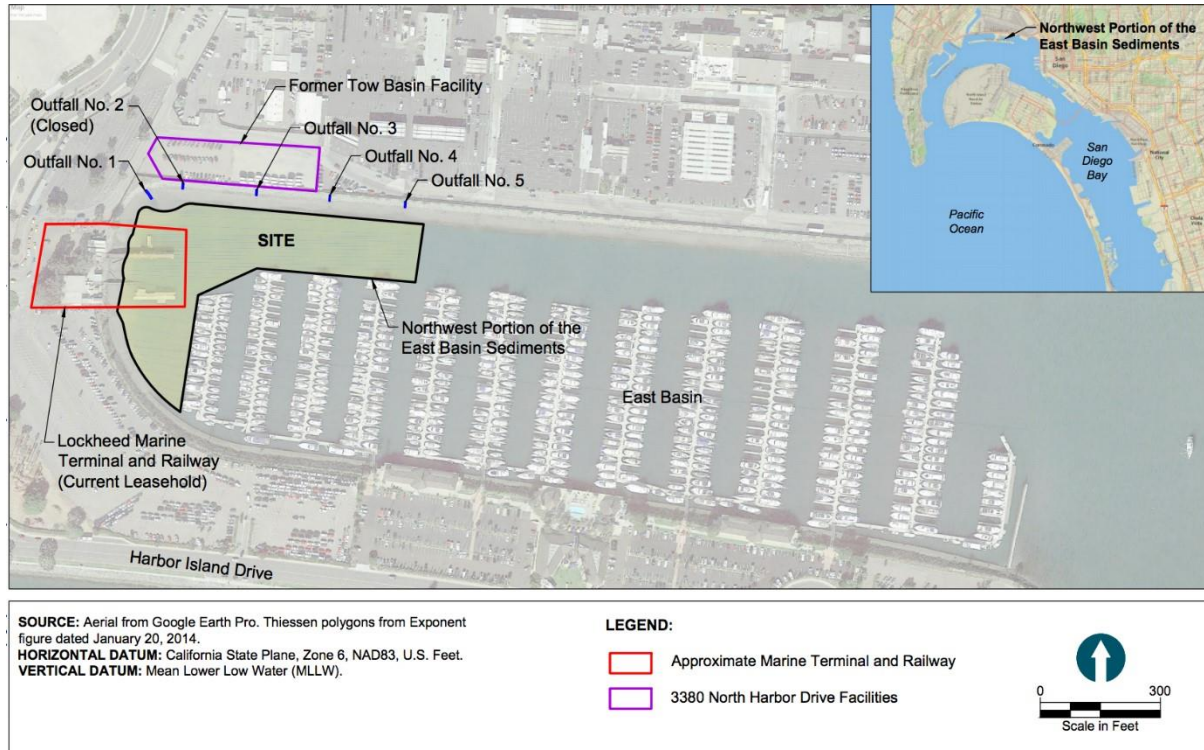 Northwest Portion of the
East Basin Sediments
San
Diego
Bay
Pacific
Ocean
Former Tow Basin Facility
Outfall No. 2
(Closed)
Outfall No. 3
Outfall No. 4
Outfall No. 1
Outfall No. 5
SITE
Northwest Portion of the
East Basin Sediments
East Basin
Lockheed Marine
Terminal and Railway
(Current Leasehold)
Harbor Island Drive
SOURCE: Aerial from Google Earth Pro. Thiessen polygons from Exponent
figure dated January 20, 2014.
HORIZONTAL DATUM: California State Plane, Zone 6, NAD83, U.S. Feet.
VERTICAL DATUM: Mean Lower Low Water (MLLW).
LEGEND:
Approximate Marine Terminal and Railway
3380 North Harbor Drive Facilities
0 300
Scale in Feet